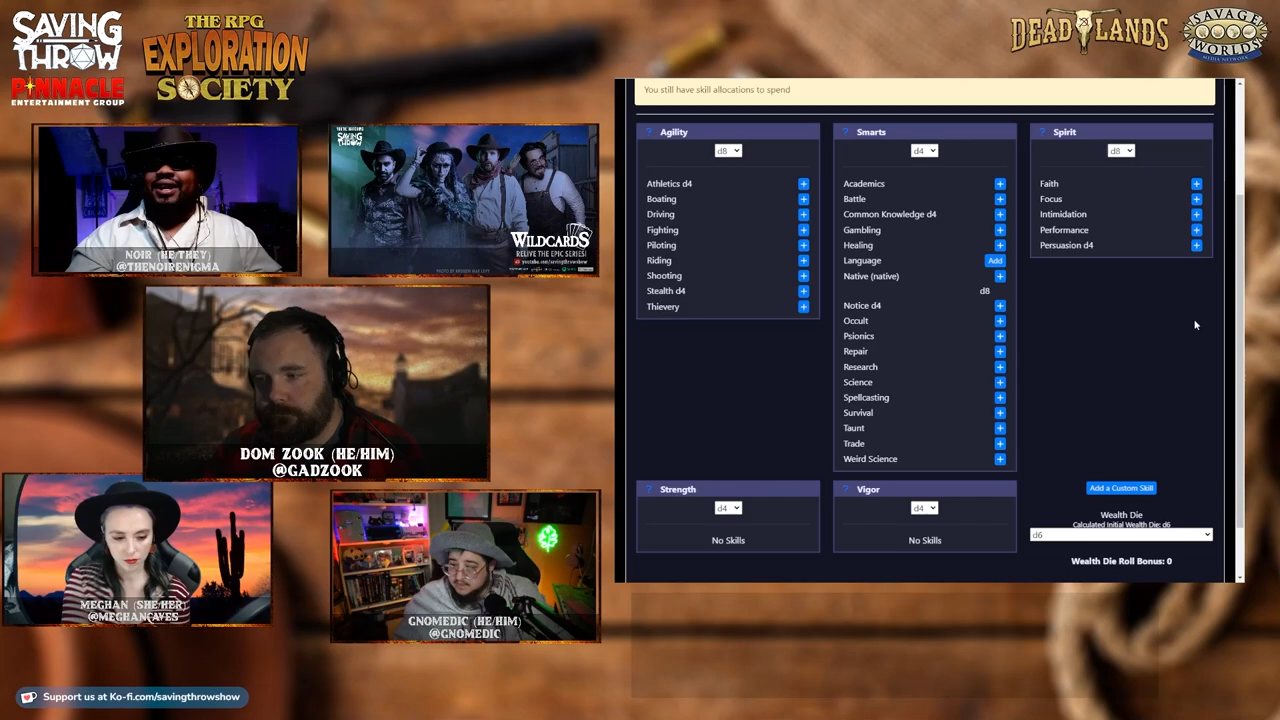 SAVING
THROW
PINNACLE
ENTERTAINMENT GROUP
THE RPG
EXPLORATION
SOCIETY
DEADLANDS
SAVAGE
WORLDS
MEDIA NETWORK
NOIR (HE/THEY)
@THENOIRENIGMA
SAVING
THROW
WILDCARDS
RELIVE THE EPIC SERIES!
DOM ZOOK (HE/HIM)
@GADZOOK
MEGHAN (SHE/HER)
@MEGHANCAVES
GNOMEDIC (HE/HIM)
@GNOMEDIC
Support us at Ko-fi.com/savingthrowshow
You still have skill allocations to spend
? Agility
d8
Athletics d4
Boating
Driving
Fighting
Piloting
Riding
Shooting
Stealth d4
Thievery
? Smarts
d4
Academics
Battle
Common Knowledge d4
Gambling
Healing
Language Add
Native (native)
d8
Notice d4
Occult
Psionics
Repair
Research
Science
Spellcasting
Survival
Taunt
Trade
Weird Science
? Spirit
d8
Faith
Focus
Intimidation
Performance
Persuasion d4
? Strength
d4
No Skills
? Vigor
d4
No Skills
Add a Custom Skill
Wealth Die
Calculated Initial Wealth Die: d6
d6
Wealth Die Roll Bonus: 0